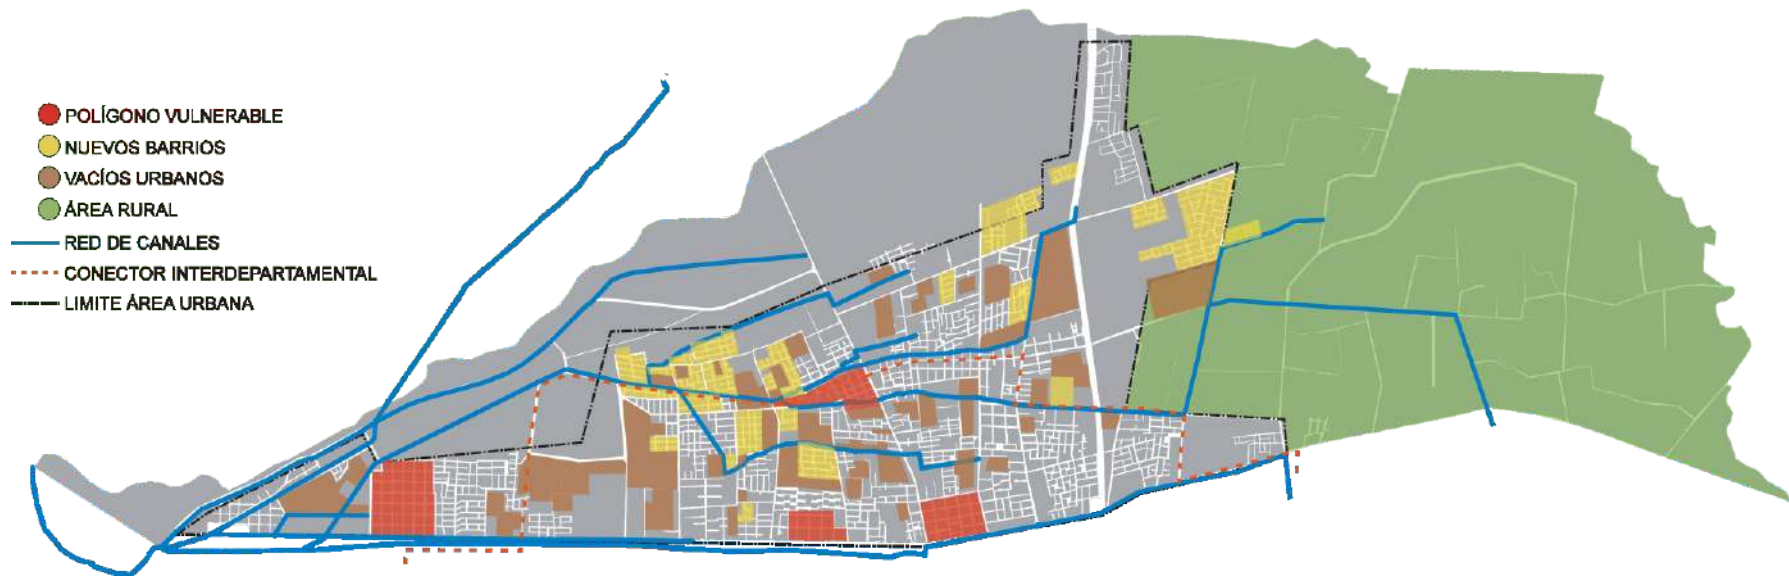 POLÍGONO VULNERABLE
NUEVOS BARRIOS
VACÍOS URBANOS
ÁREA RURAL
RED DE CANALES
CONECTOR INTERDEPARTAMENTAL
LIMITE ÁREA URBANA